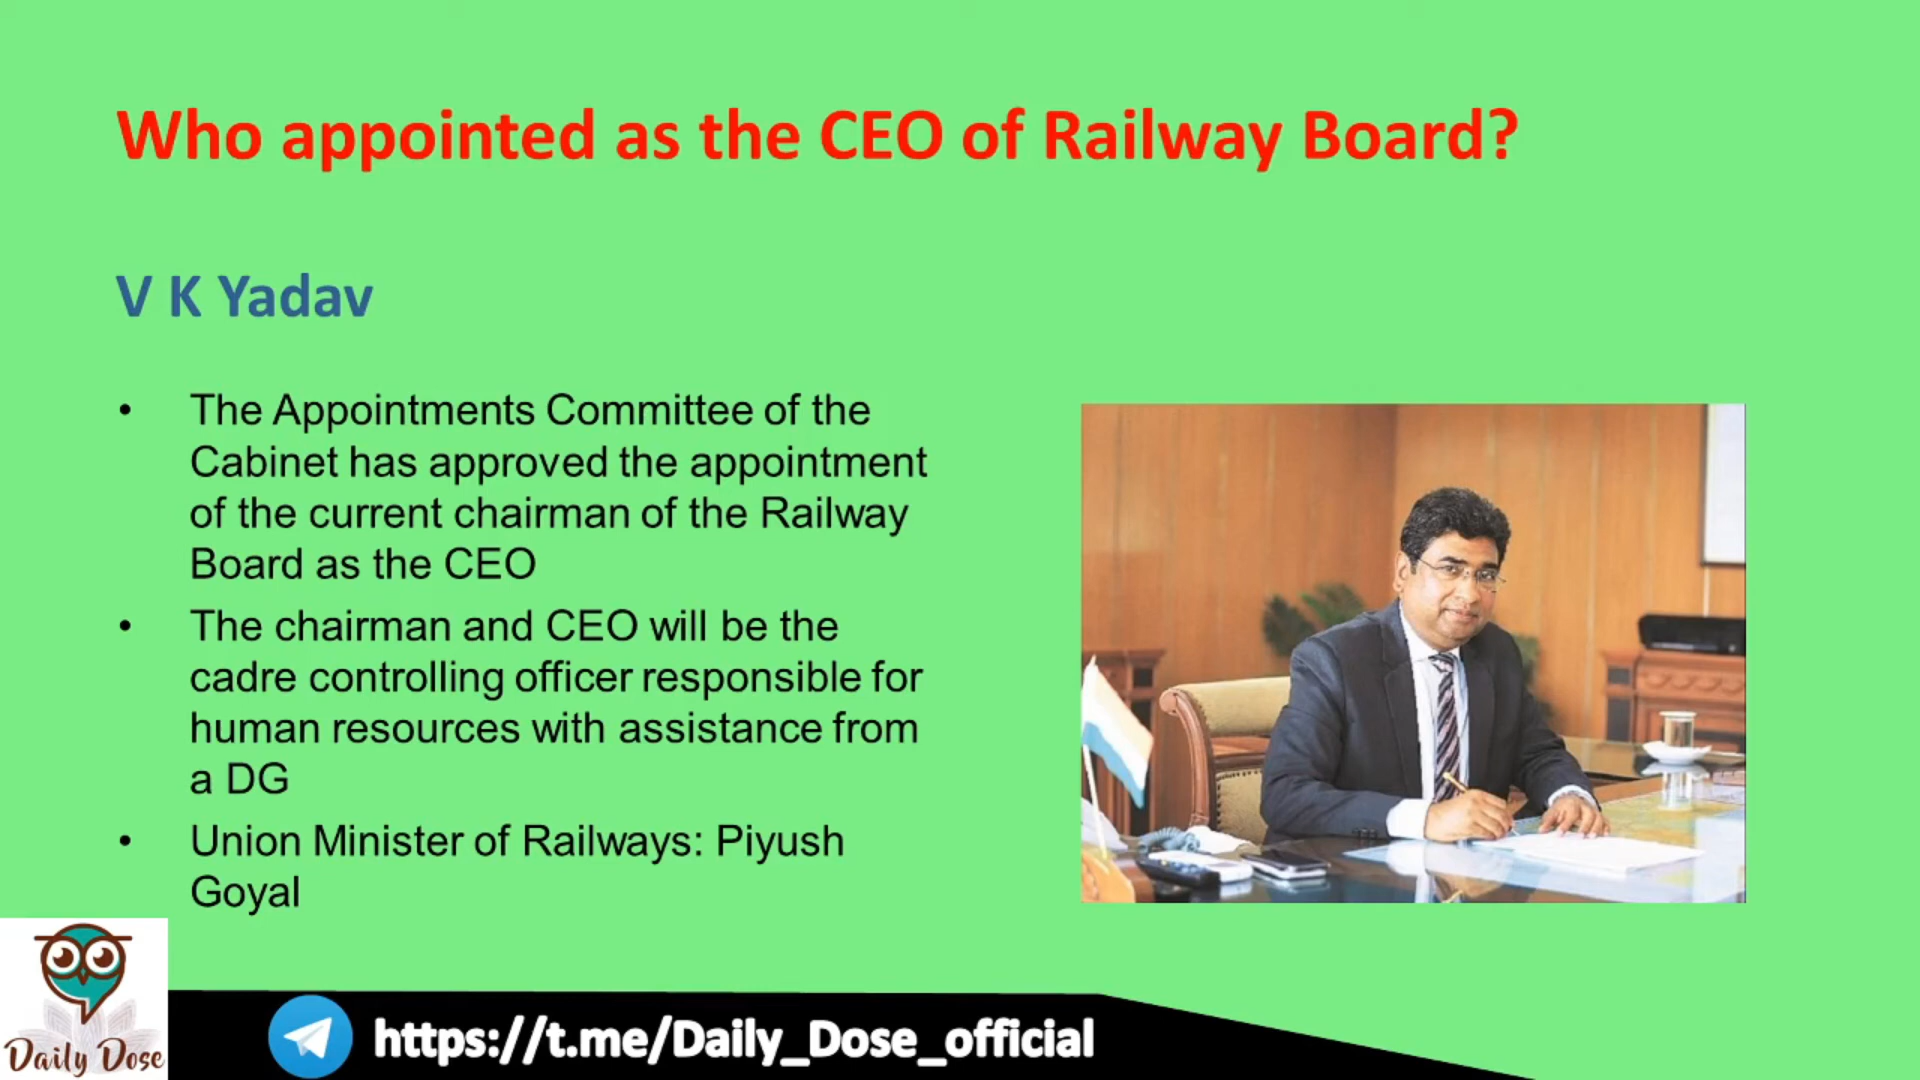 Who appointed as the CEO of Railway Board?
V K Yadav
• The Appointments Committee of the
Cabinet has approved the appointment
of the current chairman of the Railway
Board as the CEO
• The chairman and CEO will be the
cadre controlling officer responsible for
human resources with assistance from
a DG
• Union Minister of Railways: Piyush
Goyal
Daily Dose
https://t.me/Daily_Dose_official